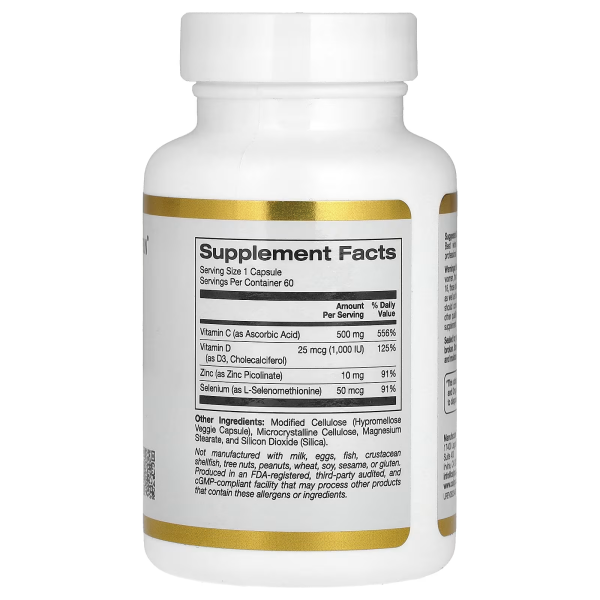 Supplement Facts
Serving Size 1 Capsule
Servings Per Container 60
Amount Per Serving % Daily Value
Vitamin C (as Ascorbic Acid) 500 mg 556%
Vitamin D (as D3, Cholecalciferol) 25 mcg (1,000 IU) 125%
Zinc (as Zinc Picolinate) 10 mg 91%
Selenium (as L-Selenomethionine) 50 mcg 91%
Other Ingredients: Modified Cellulose (Hypromellose
Veggie Capsule), Microcrystalline Cellulose, Magnesium
Stearate, and Silicon Dioxide (Silica).
Not manufactured with milk, eggs, fish, crustacean
shellfish, tree nuts, peanuts, wheat, soy, sesame, or gluten.
Produced in an FDA-registered, third-party audited, and
cGMP-compliant facility that may process other products
that contain these allergens or ingredients.